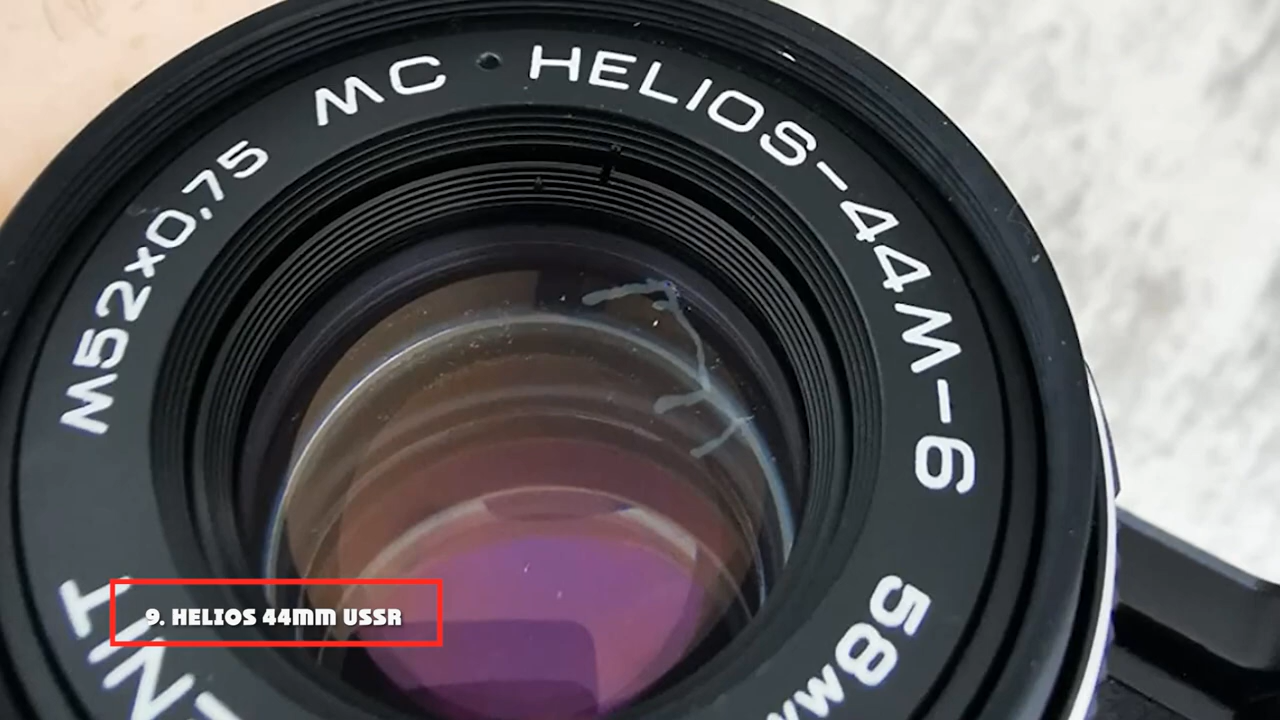 M52x0,75 MC • HELIOS-44M-6 58mm
9. HELIOS 44MM USSR